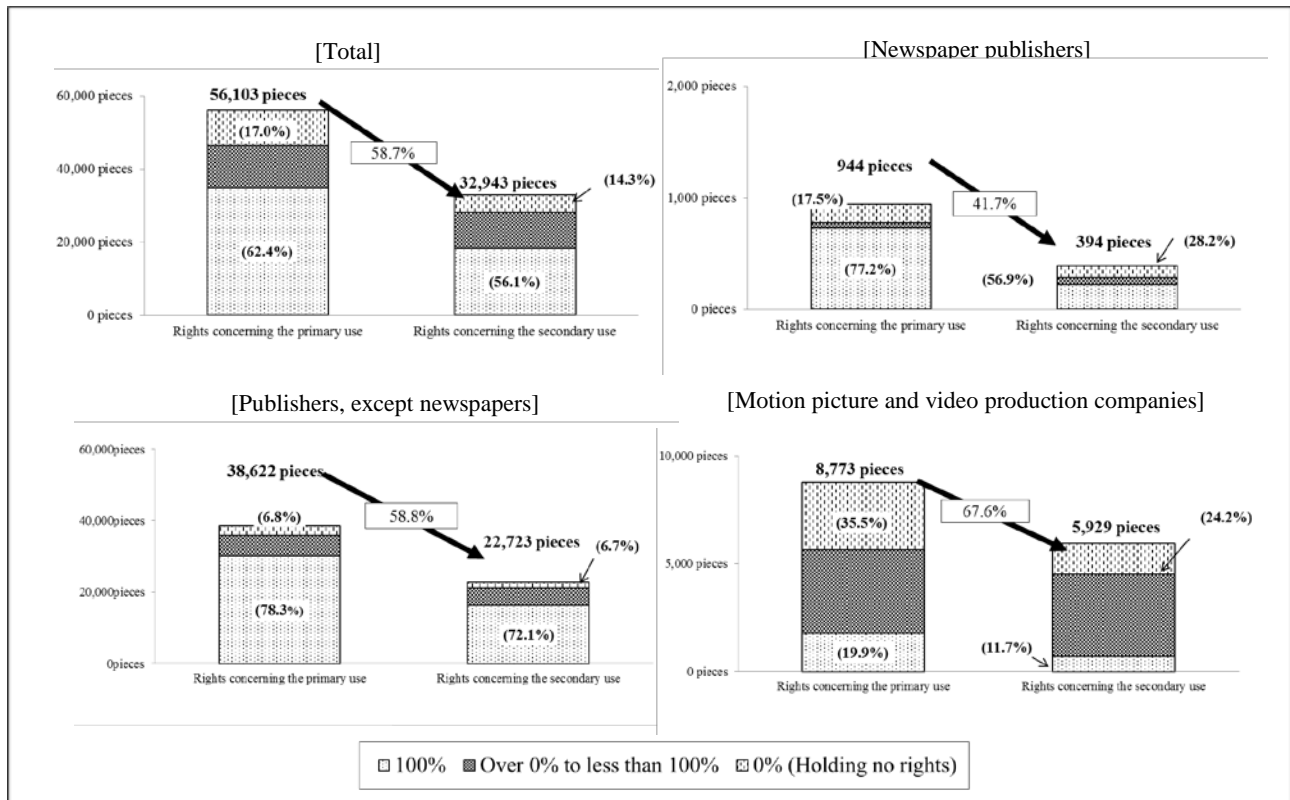 [Total]
60,000 pieces
40,000 pieces
20,000 pieces
0 pieces
56,103 pieces
(17.0%)
(62.4%)
58.7%
32,943 pieces
(14.3%)
(56.1%)
Rights concerning the primary use
Rights concerning the secondary use
[Newspaper publishers]
2,000 pieces
1,000 pieces
0 pieces
944 pieces
(17.5%)
(77.2%)
41.7%
394 pieces
(28.2%)
(56.9%)
Rights concerning the primary use
Rights concerning the secondary use
[Publishers, except newspapers]
60,000pieces
40,000pieces
20,000pieces
0pieces
38,622 pieces
(6.8%)
(78.3%)
58.8%
22,723 pieces
(6.7%)
(72.1%)
Rights concerning the primary use
Rights concerning the secondary use
[Motion picture and video production companies]
10,000 pieces
5,000 pieces
0 pieces
8,773 pieces
(35.5%)
(19.9%)
67.6%
5,929 pieces
(24.2%)
(11.7%)
Rights concerning the primary use
Rights concerning the secondary use
100% Over 0% to less than 100% 0% (Holding no rights)